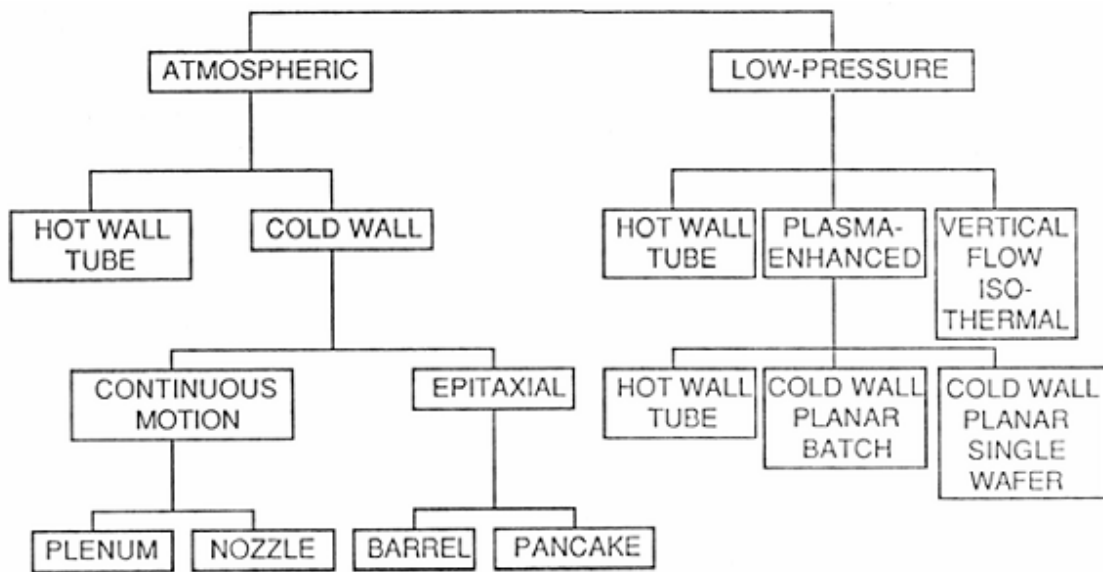 ATMOSPHERIC
LOW-PRESSURE
HOT WALL
TUBE
COLD WALL
HOT WALL
TUBE
PLASMA-
ENHANCED
VERTICAL
FLOW
ISO-
THERMAL
CONTINUOUS
MOTION
EPITAXIAL
HOT WALL
TUBE
COLD WALL
PLANAR
BATCH
COLD WALL
PLANAR
SINGLE
WAFER
PLENUM
NOZZLE
BARREL
PANCAKE